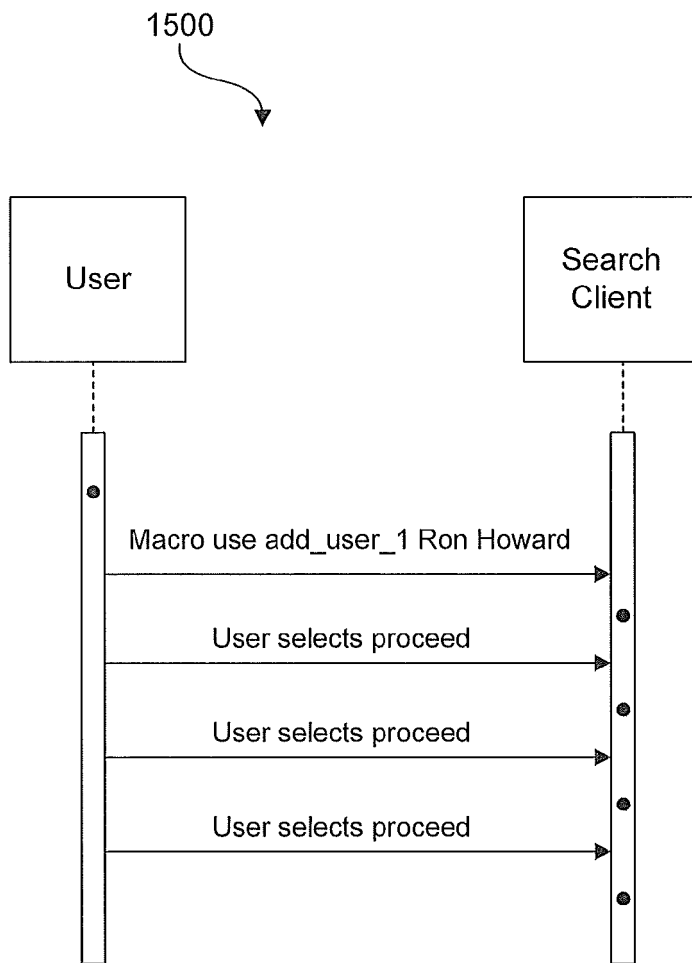 1500
User
Search
Client
Macro use add_user_1 Ron Howard
User selects proceed
User selects proceed
User selects proceed